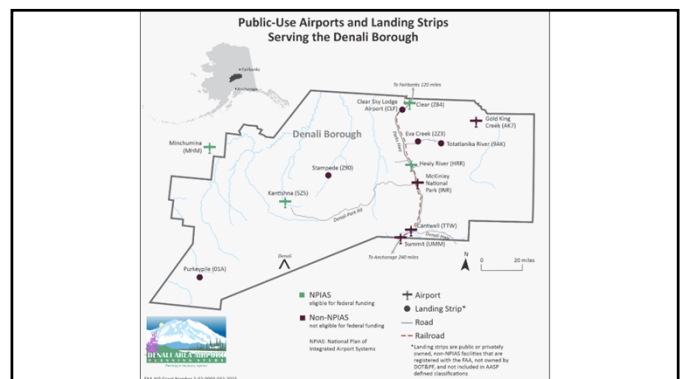 Public-Use Airports and Landing Strips
Serving the Denali Borough
Fairbanks
Anchorage
To Fairbanks 120 miles
Clear Sky Lodge
Airport (CLF)
Clear (Z84)
Gold King
Creek (AK7)
Eva Creek (2Z3)
Totatlanika River (9AK)
Denali Borough
Minchumina
(MHM)
Parks Hwy
Healy River (HRR)
Stampede (Z90)
McKinley
National
Park (INR)
Kantishna (5Z5)
Denali Park Rd
Cantwell (TTW)
Denali Hwy
Summit (UMM)
To Anchorage 240 miles
Denali
Purkeypile (01A)
N
0 20 miles
NPIAS
eligible for federal funding
Non-NPIAS
not eligible for federal funding
NPIAS: National Plan of
Integrated Airport Systems
Airport
Landing Strip*
Road
Railroad
*Landing strips are public or privately
owned, non-NPIAS facilities that are
registered with the FAA, not owned by
DOT&PF, and not included in AASP
defined classifications
DENALI AREA AIRPORTS